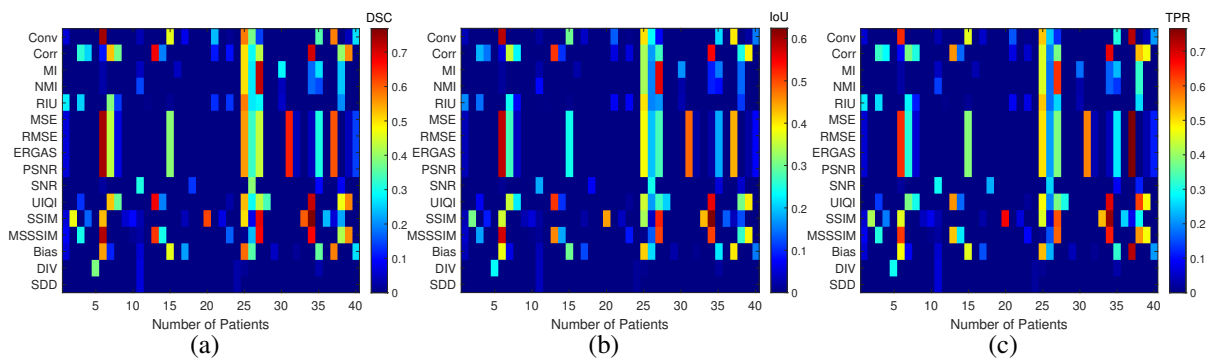 DSC
Conv
Corr
MI
NMI
RIU
MSE
RMSE
ERGAS
PSNR
SNR
UIQI
SSIM
MSSSIM
Bias
DIV
SDD
0.7
0.6
0.5
0.4
0.3
0.2
0.1
0
5 10 15 20 25 30 35 40
Number of Patients
(a)
IoU
Conv
Corr
MI
NMI
RIU
MSE
RMSE
ERGAS
PSNR
SNR
UIQI
SSIM
MSSSIM
Bias
DIV
SDD
0.6
0.5
0.4
0.3
0.2
0.1
0
5 10 15 20 25 30 35 40
Number of Patients
(b)
TPR
Conv
Corr
MI
NMI
RIU
MSE
RMSE
ERGAS
PSNR
SNR
UIQI
SSIM
MSSSIM
Bias
DIV
SDD
0.7
0.6
0.5
0.4
0.3
0.2
0.1
0
5 10 15 20 25 30 35 40
Number of Patients
(c)